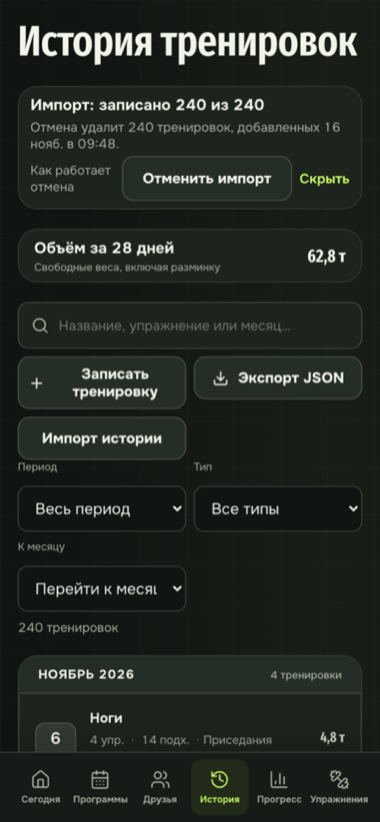 История тренировок
Импорт: записано 240 из 240
Отмена удалит 240 тренировок, добавленных 16
нояб. в 09:48.
Как работает
отмена
Отменить импорт
Скрыть
Объём за 28 дней
Свободные веса, включая разминку
62,8 т
Название, упражнение или месяц...
Записать
тренировку
Экспорт JSON
Импорт истории
Период
Тип
Весь период
Все типы
К месяцу
Перейти к меся
240 тренировок
НОЯБРЬ 2026
4 тренировки
6
Ноги
4 упр. · 14 подх. · Приседания
4,8 т
Сегодня
Программы
Друзья
История
Прогресс
Упражнения